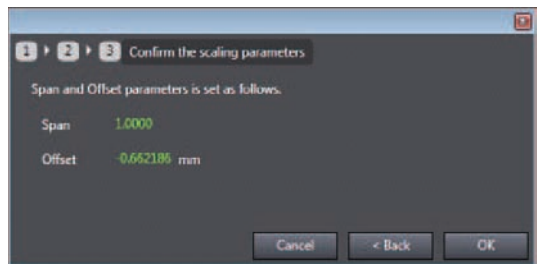 1 2 3 Confirm the scaling parameters
Span and Offset parameters is set as follows.
Span 1.0000
Offset -0.662186 mm
Cancel < Back OK